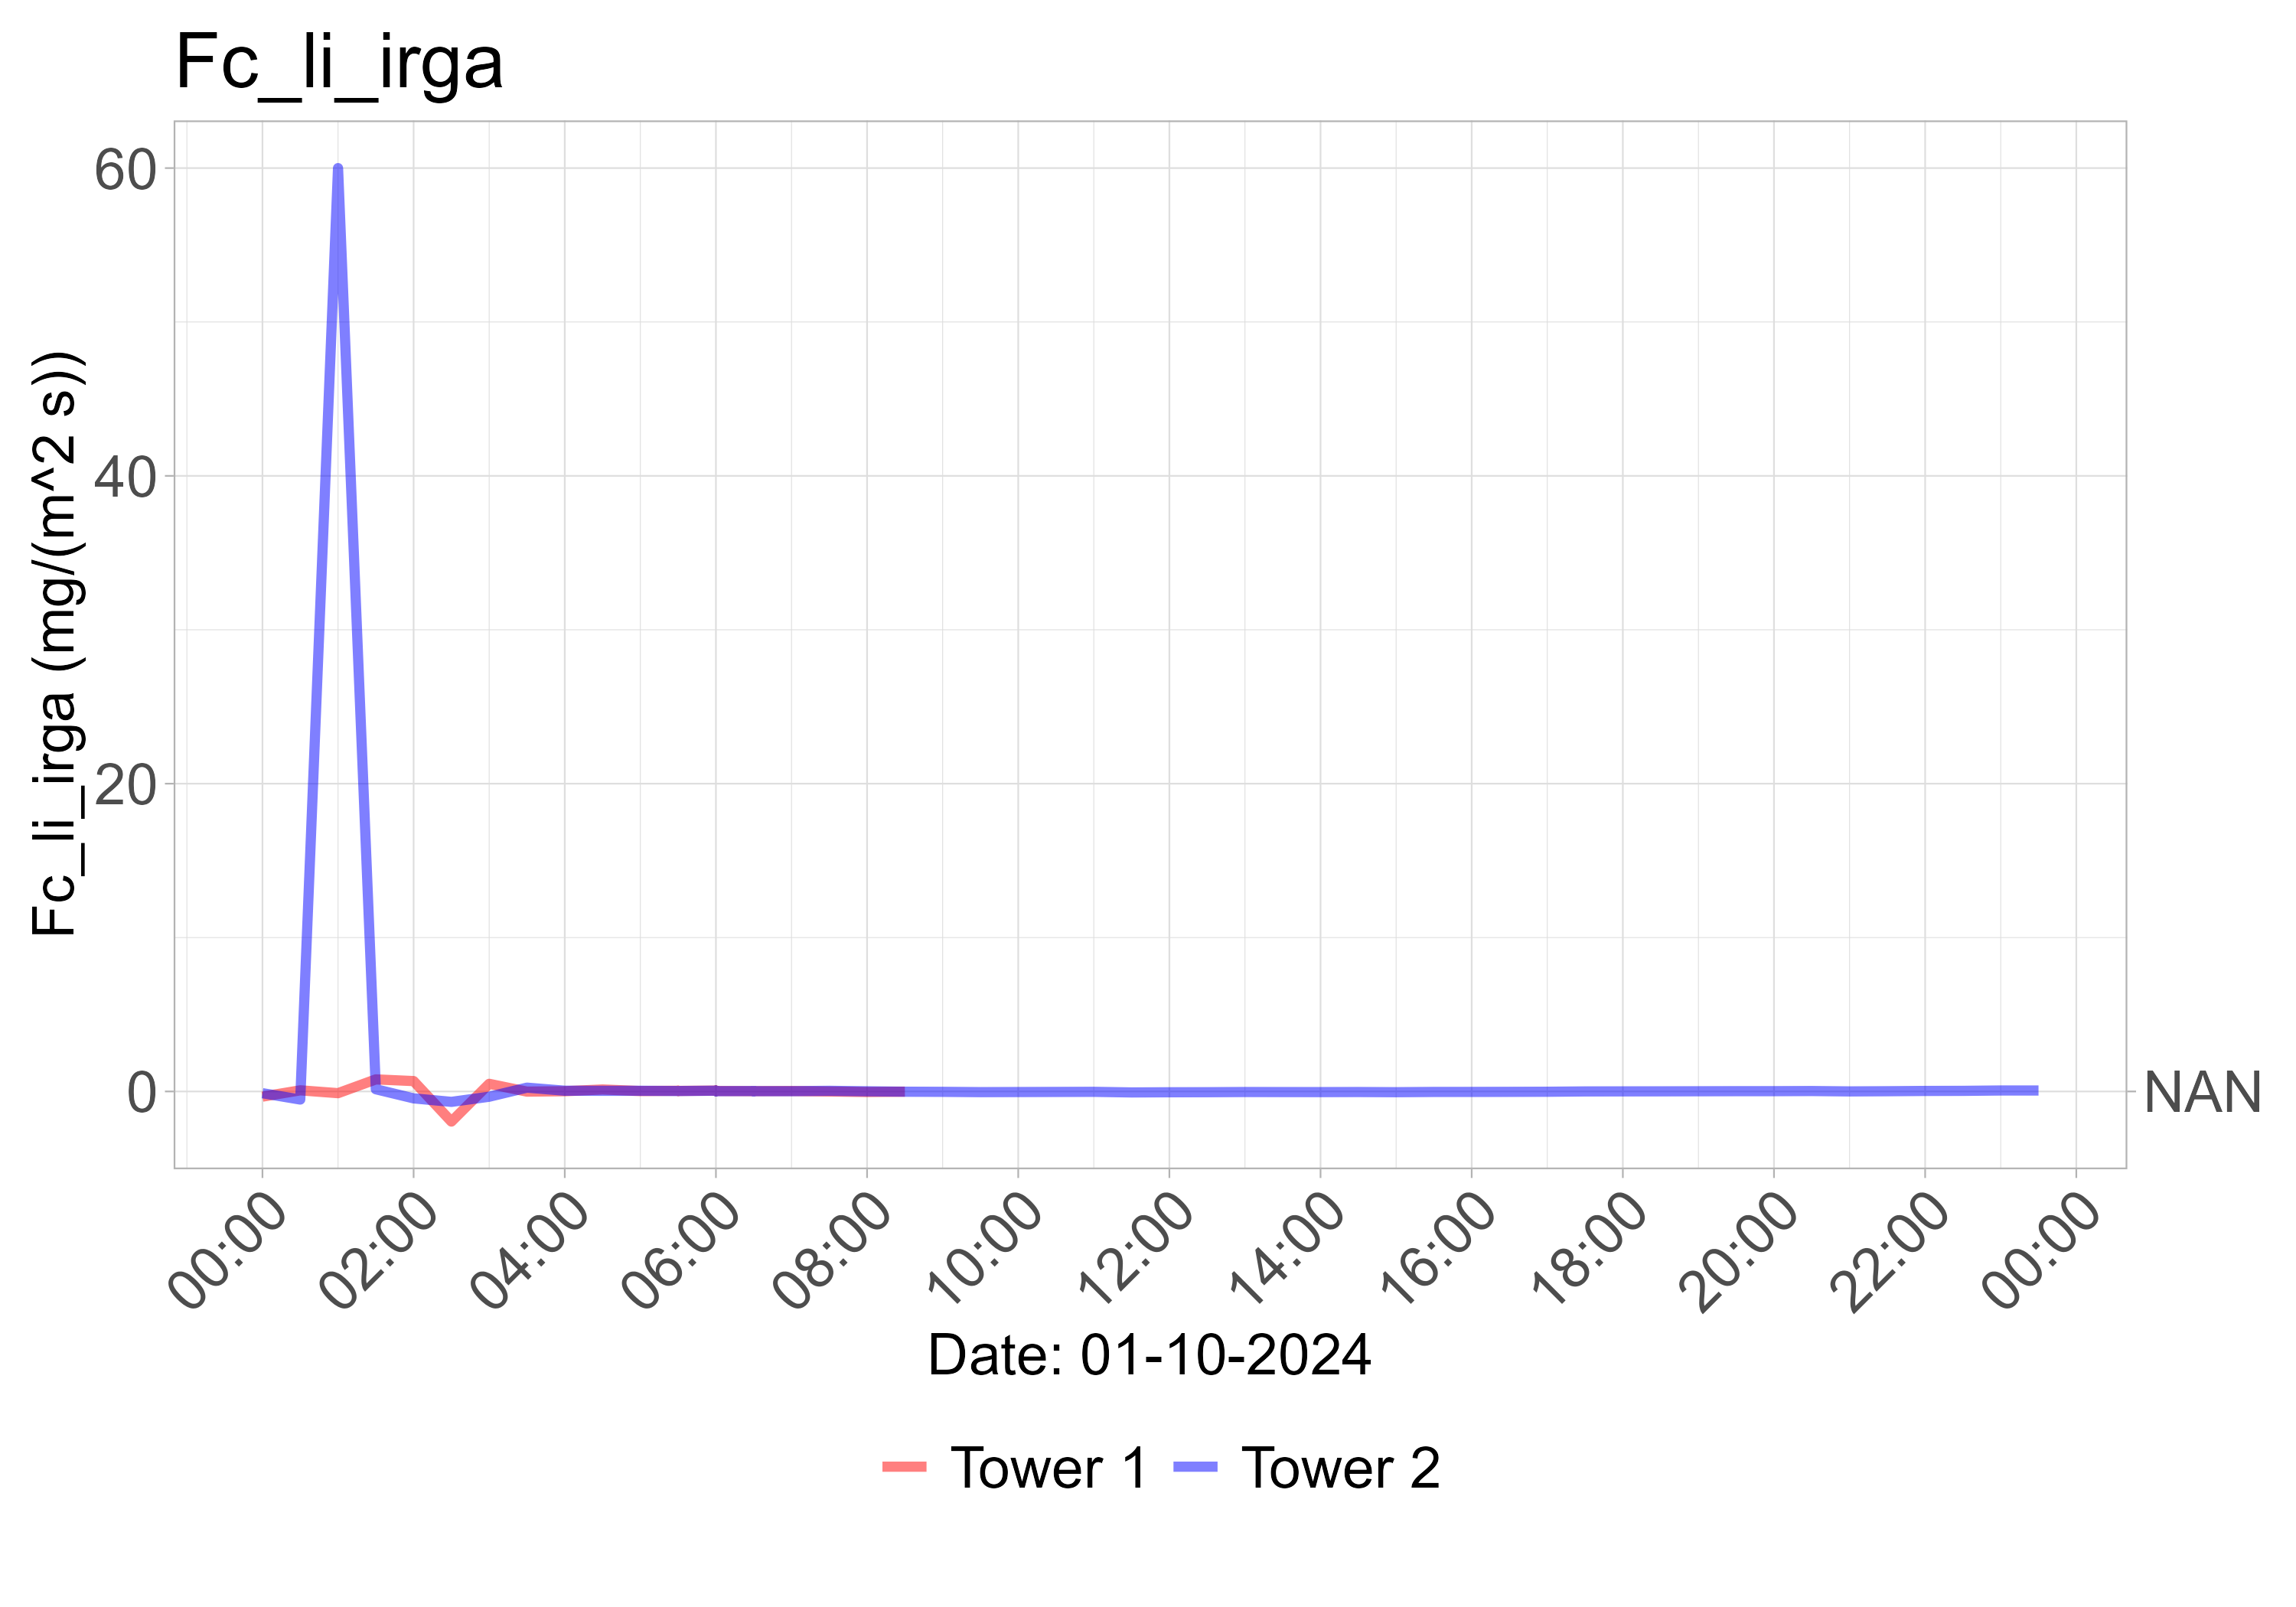 Fc_li_irga
Fc_li_irga (mg/(m^2 s))
60
40
20
0
NAN
00:00 02:00 04:00 06:00 08:00 10:00 12:00 14:00 16:00 18:00 20:00 22:00 00:00
Date: 01-10-2024
Tower 1 Tower 2